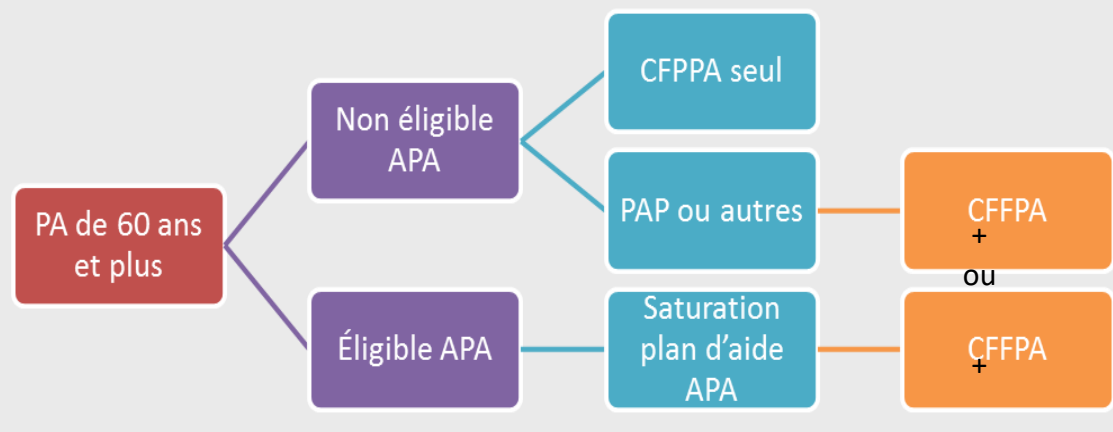 PA de 60 ans
et plus
Non éligible
APA
CFPPA seul
PAP ou autres
CFFPA
+
ou
Éligible APA
Saturation
plan d'aide
APA
CFFPA
+